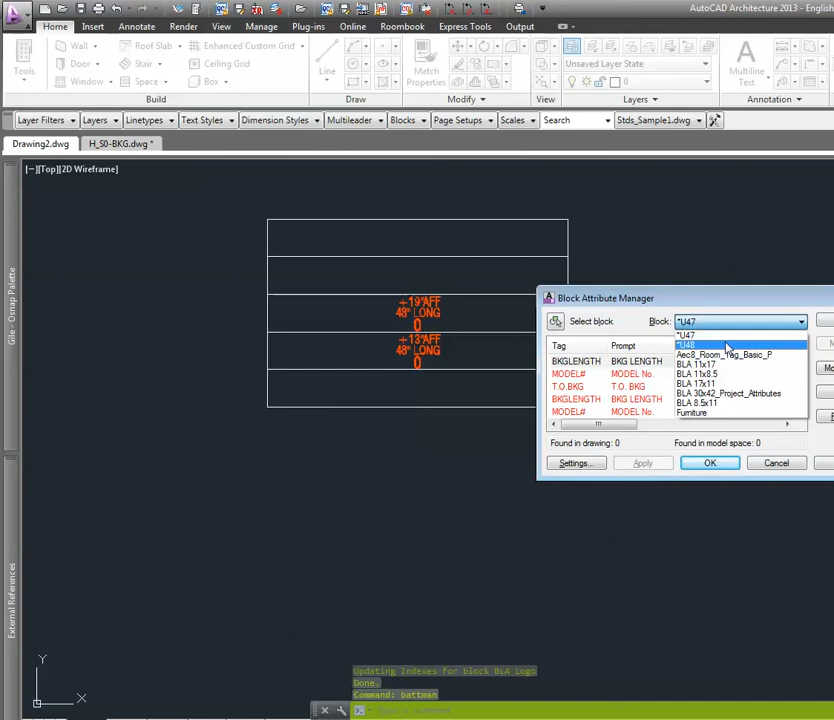 AutoCAD Architecture 2013 - English
Home Insert Annotate Render View Manage Plug-ins Roombook Express Tools Online Output
Tools
Wall Roof Slab Enhanced Custom Grid
Door Stair Ceiling Grid
Window Space Box
Build
Line
Draw
Match Properties
Modify
View
Unsaved Layer State
0
Layers
Multiline Text
Annotation
Layer Filters Layers Linetypes Text Styles Dimension Styles Multileader Blocks Page Setups Scales Search Stds_Sample1.dwg
Drawing2.dwg H_S0-BKG.dwg *
[−][Top][2D Wireframe]
Gile - Osnap Palette
External References
+19"AFF
48" LONG
0
+13"AFF
48" LONG
0
Block Attribute Manager
Select block Block: *U47
*U47
*U48
Aec8_Room_Tag_Basic_P
BLA 11x17
BLA 11x8.5
BLA 17x11
BLA 30x42_Project_Attributes
BLA 8.5x11
Furniture
Tag Prompt
BKGLENGTH BKG LENGTH
MODEL# MODEL No.
T.O.BKG T.O. BKG
BKGLENGTH BKG LENGTH
MODEL# MODEL No.
Found in drawing: 0 Found in model space: 0
Settings... Apply OK Cancel
Y
X
Updating Indexes for block BLA Logo
Done.
Command: battman